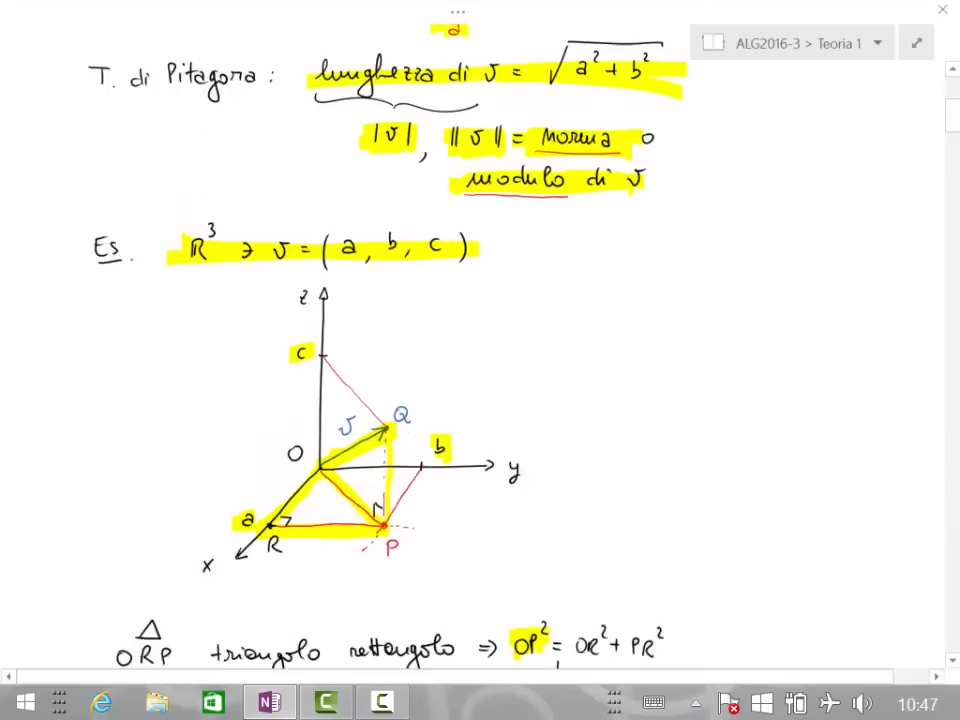 a
ALG2016-3 > Teoria 1
T. di Pitagora: lunghezza di v = √a² + b²
|v|, ‖v‖ = norma o
modulo di v
Es. R³ ∋ v = (a, b, c)
z
c
v Q
O b
y
a
R P
x
△
ORP triangolo rettangolo ⇒ OP² = OR² + PR²
10:47